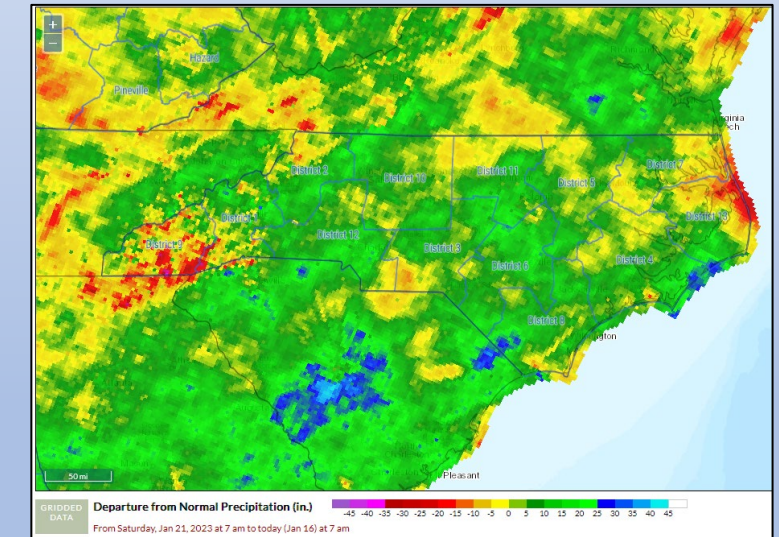 +
−
Hazard
Pineville
ginia
ch
District 2
District 10
District 11
District 5
District 7
District 1
District 13
District 9
District 12
District 3
District 6
District 4
District 8
gton
50 mi
Pleasant
GRIDDED
DATA
Departure from Normal Precipitation (in.)
-45 -40 -35 -30 -25 -20 -15 -10 -5 0 5 10 15 20 25 30 35 40 45
From Saturday, Jan 21, 2023 at 7 am to today (Jan 16) at 7 am